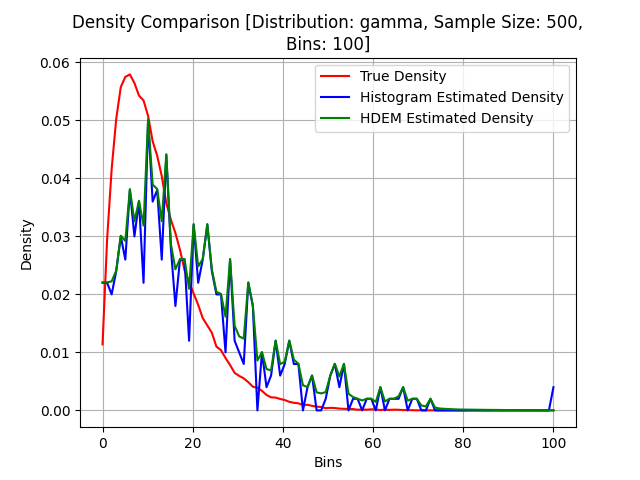 Density Comparison [Distribution: gamma, Sample Size: 500,
Bins: 100]
True Density
Histogram Estimated Density
HDEM Estimated Density
Density
0.06
0.05
0.04
0.03
0.02
0.01
0.00
0 20 40 60 80 100
Bins